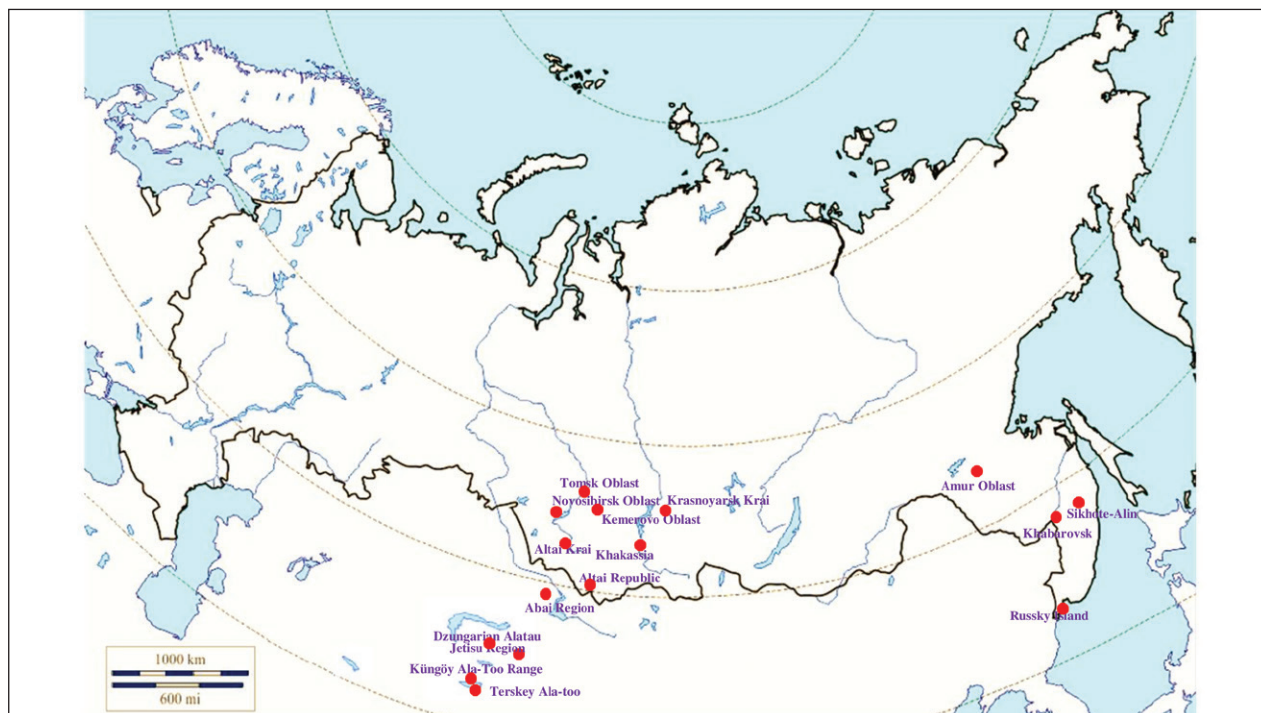 Tomsk Oblast
Amur Oblast
Novosibirsk Oblast
Krasnoyarsk Krai
Kemerovo Oblast
Sikhote-Alin
Khabarovsk
Altai Krai
Khakassia
Altai Republic
Abai Region
Russky Island
Dzungarian Alatau
Jetisu Region
1000 km
Küngöy Ala-Too Range
Terskey Ala-too
600 mi